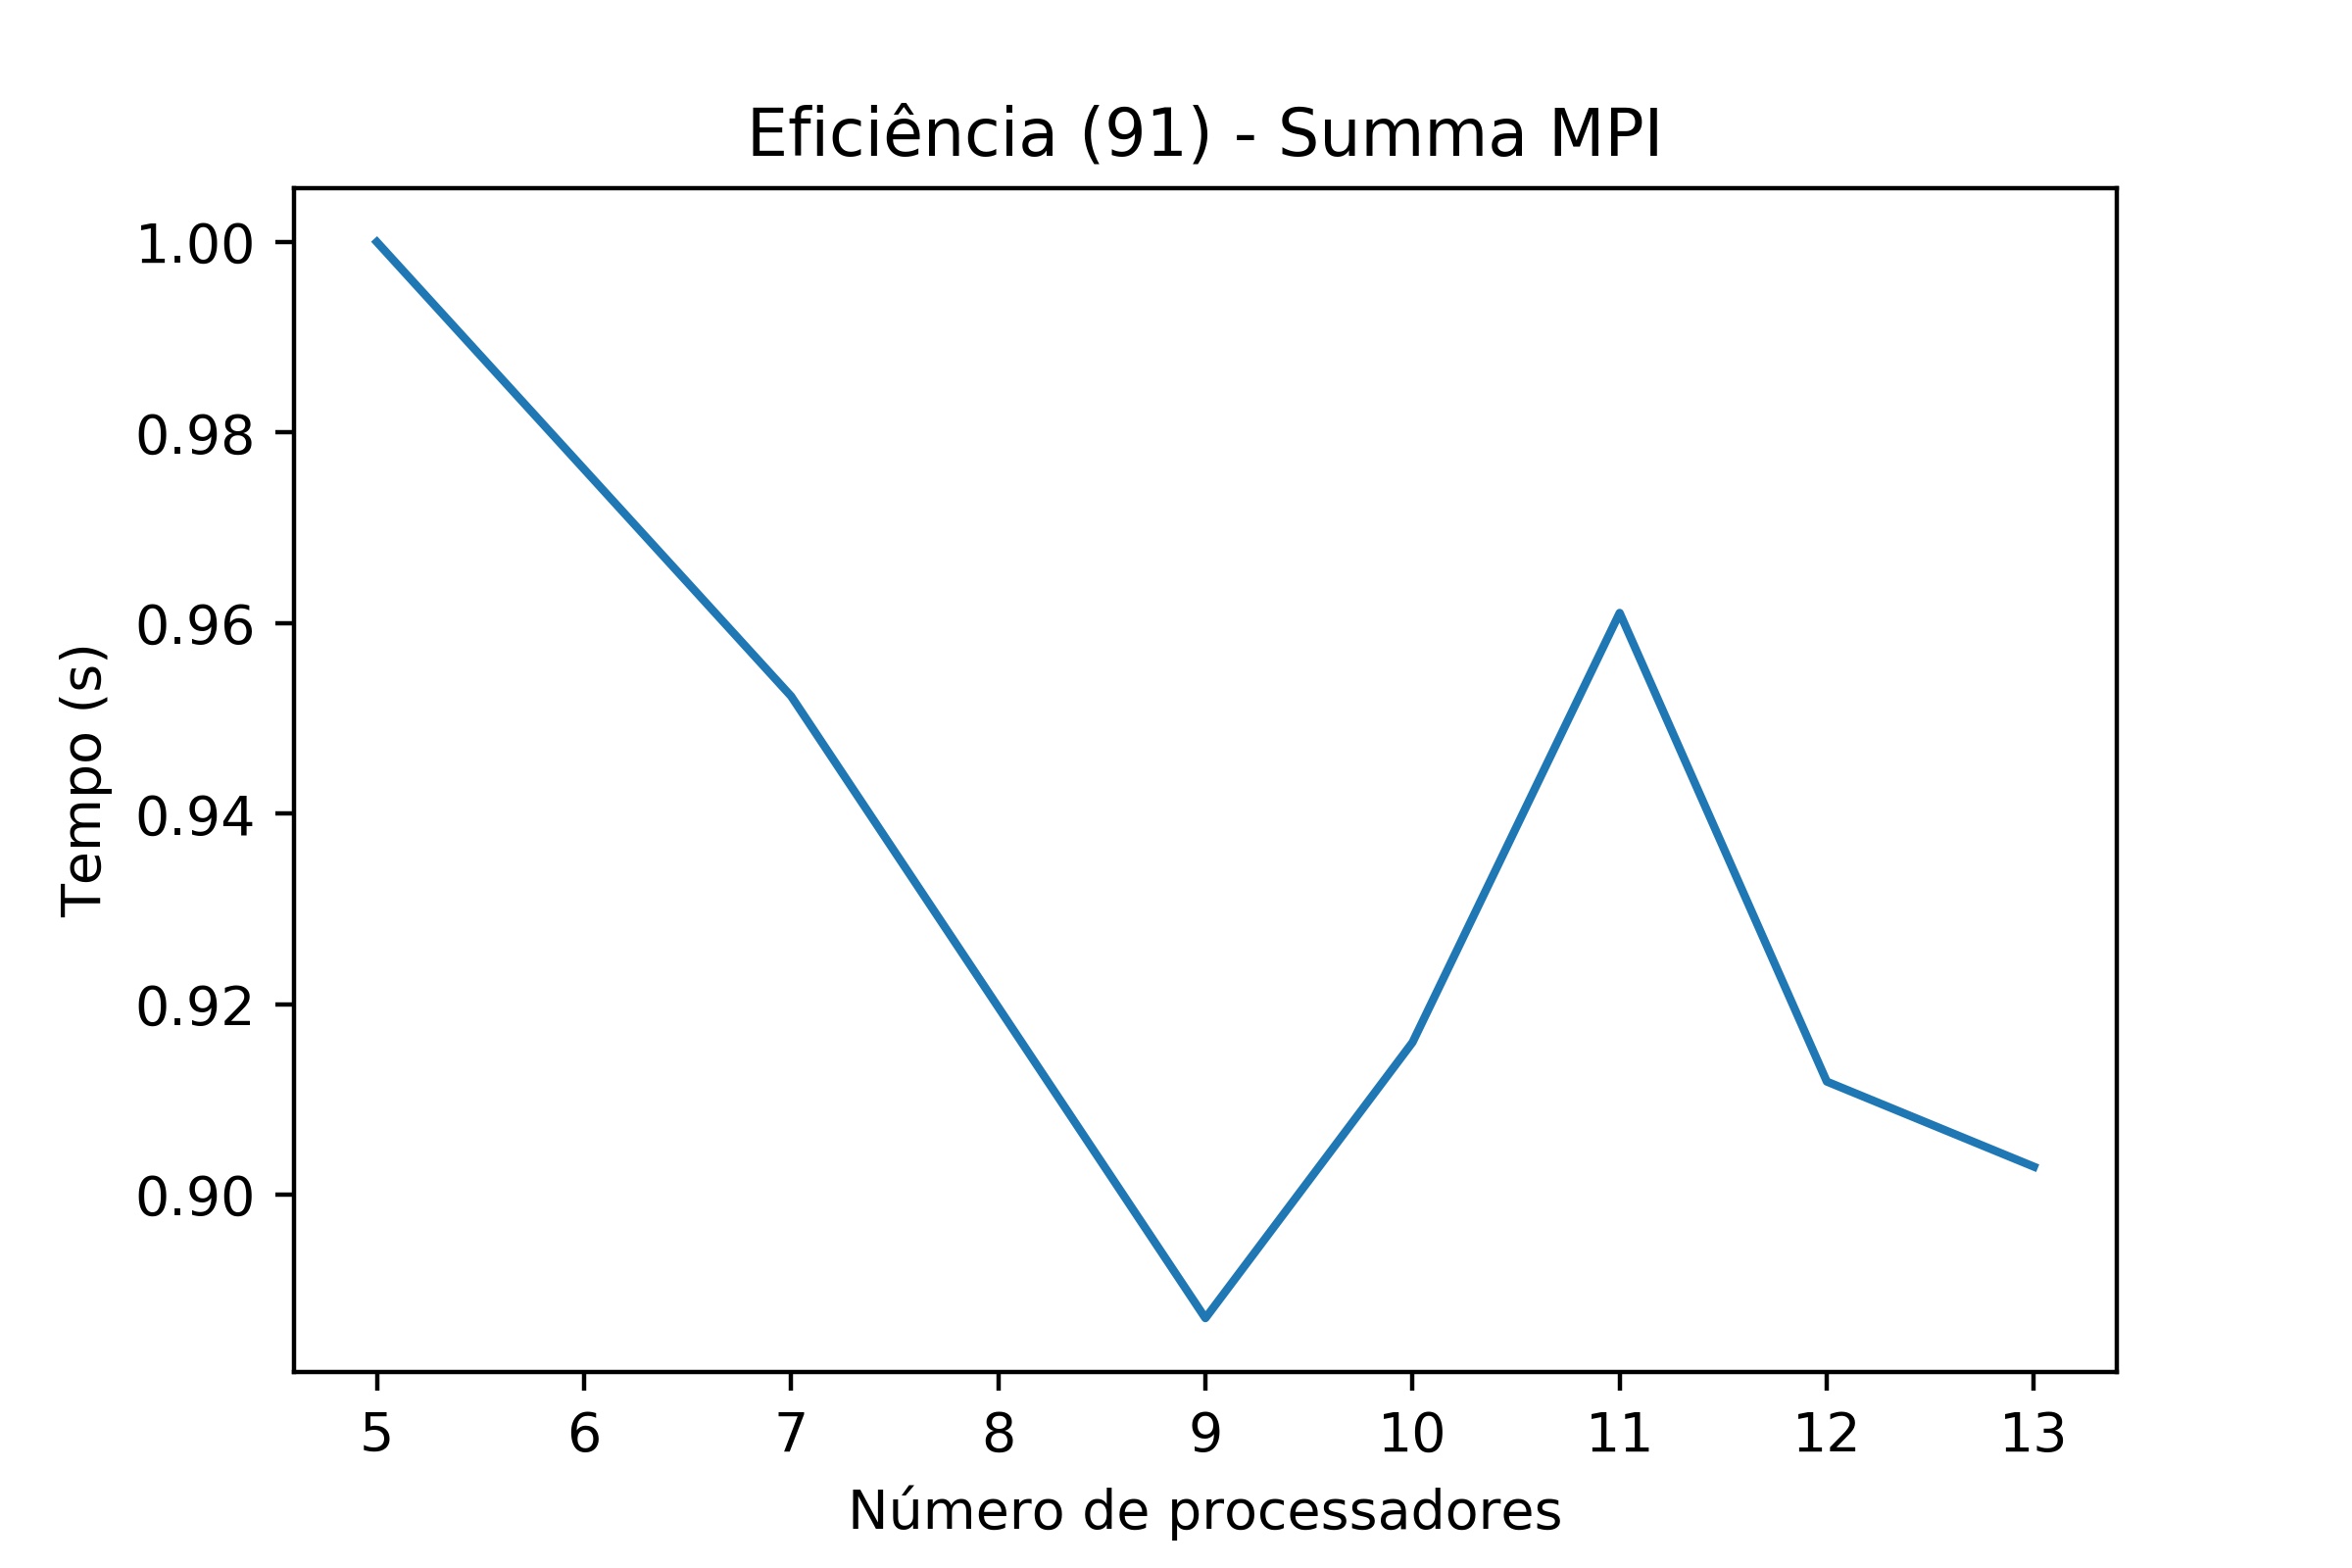 Eficiência (91) - Summa MPI
Tempo (s)
1.00
0.98
0.96
0.94
0.92
0.90
5 6 7 8 9 10 11 12 13
Número de processadores